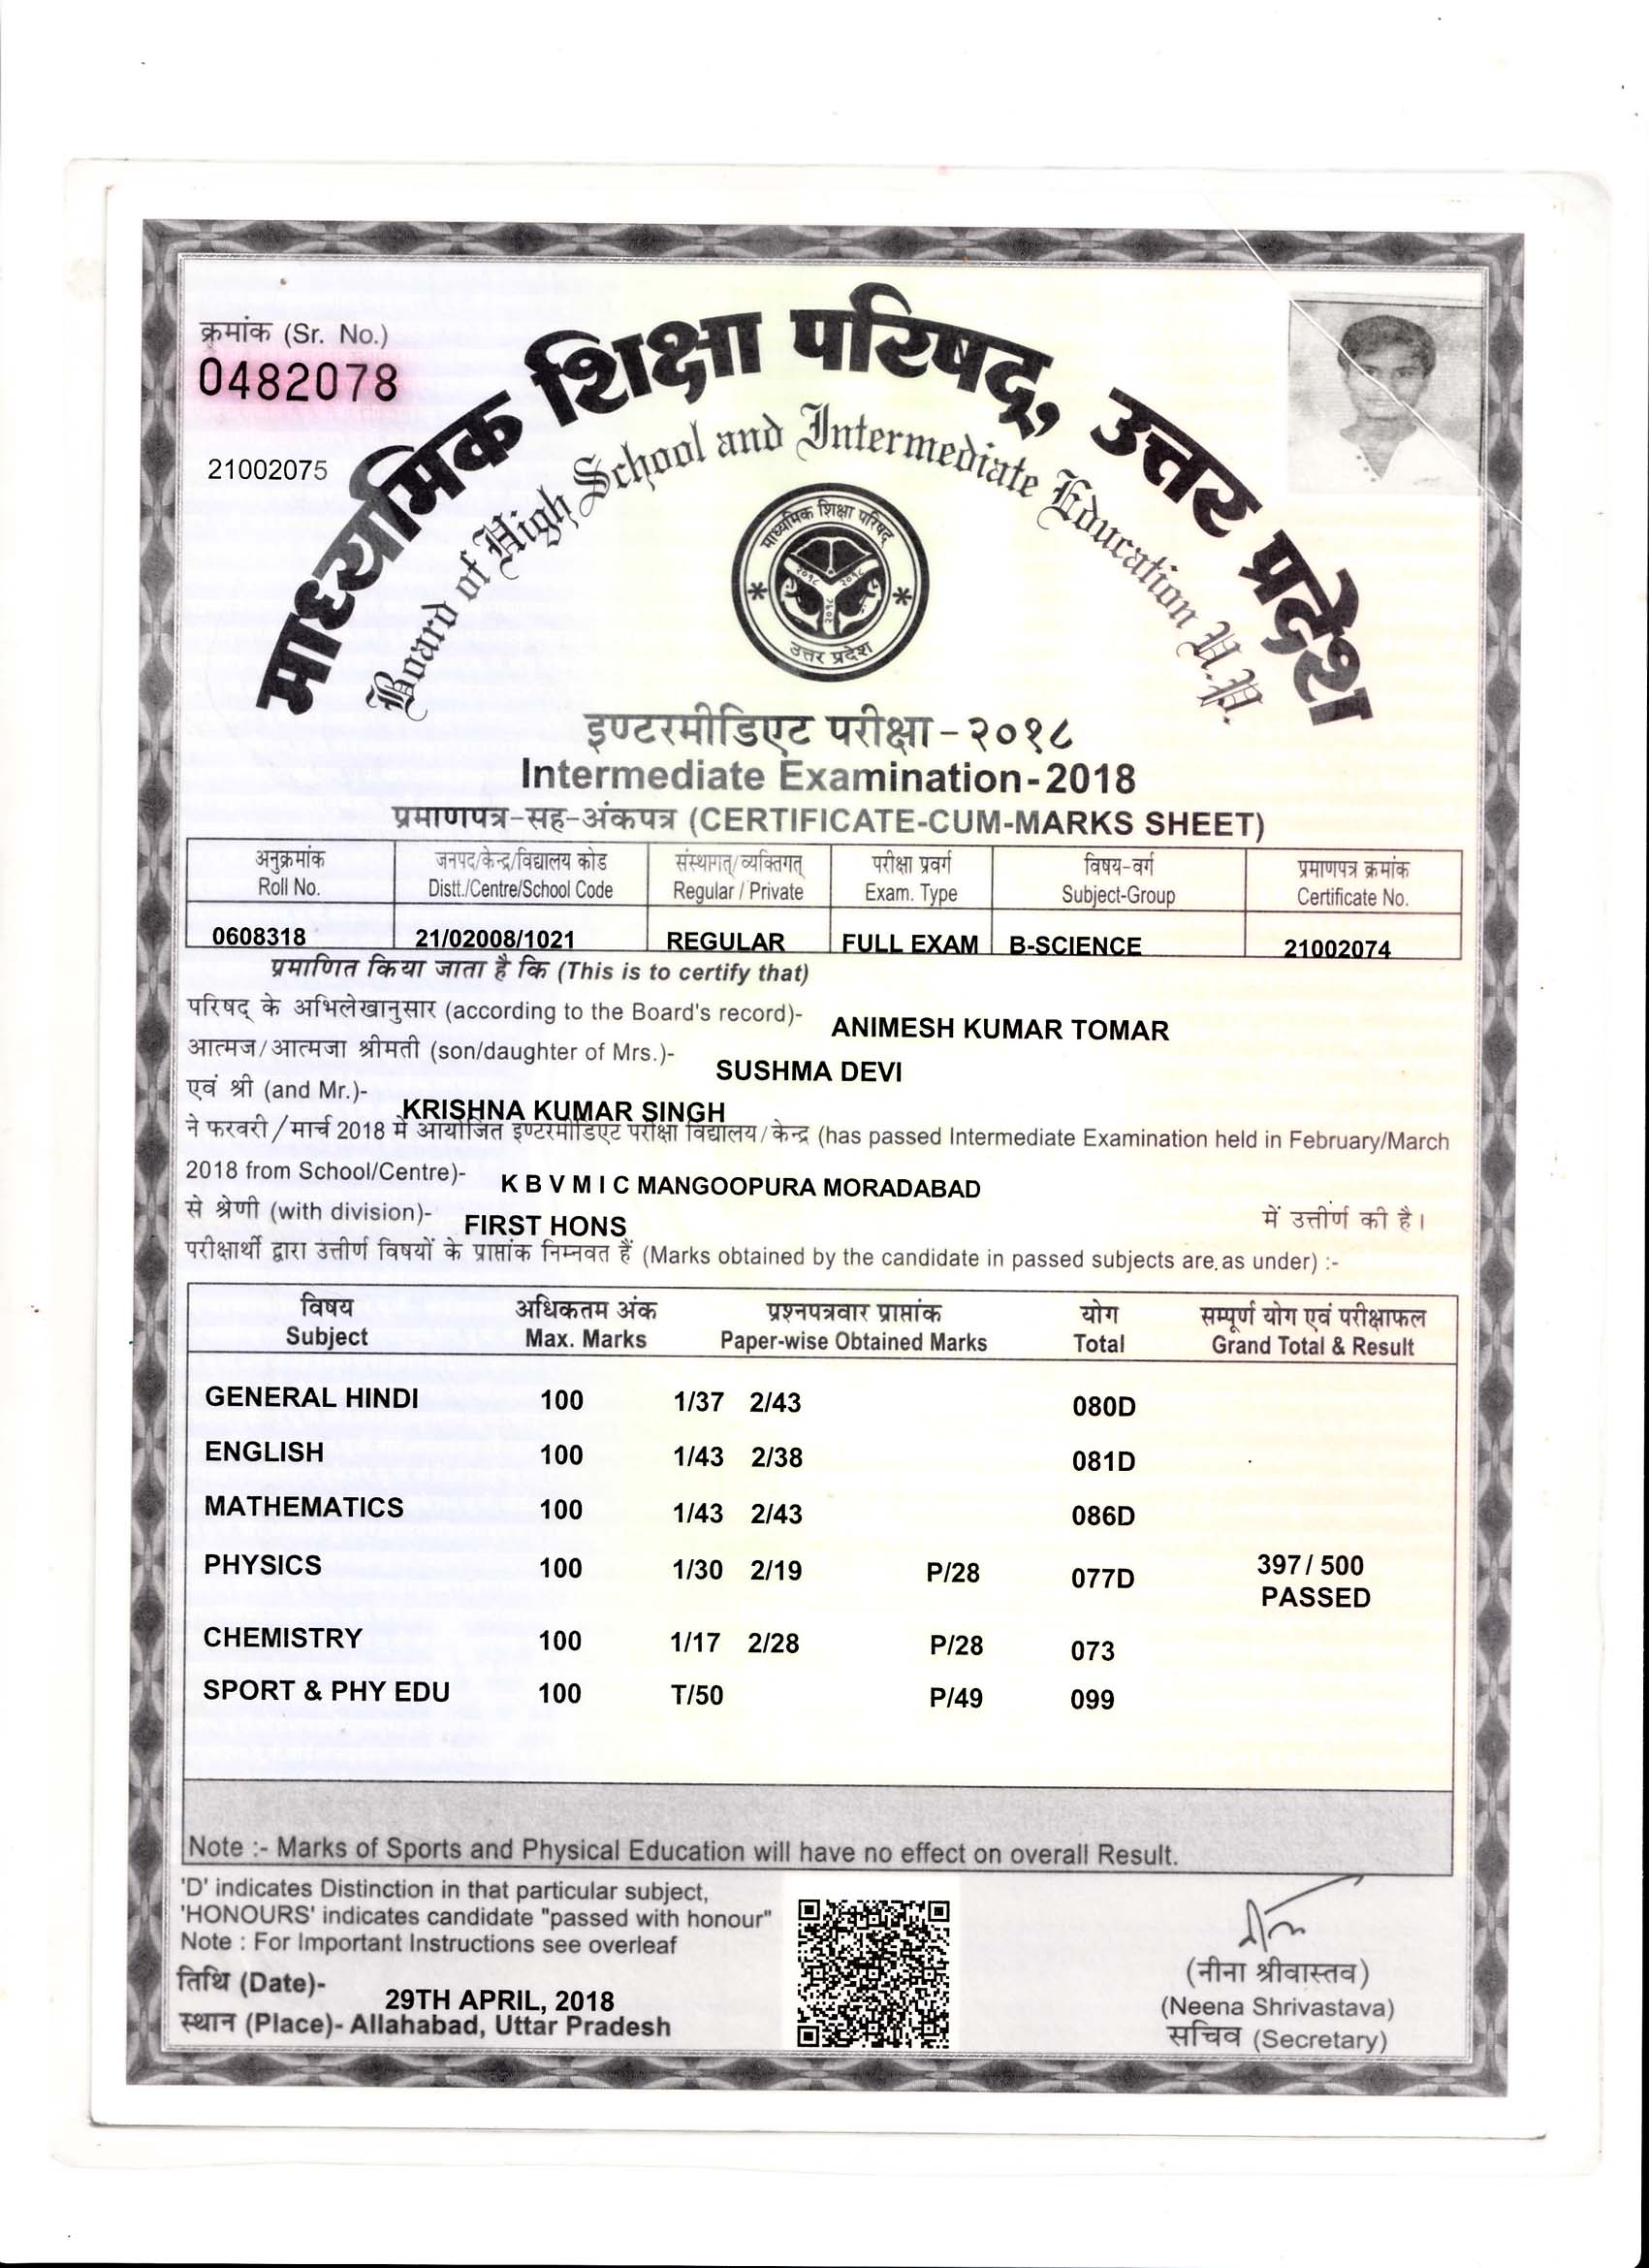 क्रमांक (Sr. No.)
0482078
21002075
माध्यमिक शिक्षा परिषद्, उत्तर प्रदेश
Board of High School and Intermediate Education U.P.
माध्यमिक शिक्षा परिषद्
२०१८ २०१८
२०१८
उत्तर प्रदेश
इण्टरमीडिएट परीक्षा-२०१८
Intermediate Examination-2018
प्रमाणपत्र-सह-अंकपत्र (CERTIFICATE-CUM-MARKS SHEET)
अनुक्रमांक जनपद/केन्द्र/विद्यालय कोड संस्थागत्/व्यक्तिगत् परीक्षा प्रवर्ग विषय-वर्ग प्रमाणपत्र क्रमांक
Roll No. Distt./Centre/School Code Regular / Private Exam. Type Subject-Group Certificate No.
0608318 21/02008/1021 REGULAR FULL EXAM B-SCIENCE 21002074
प्रमाणित किया जाता है कि (This is to certify that)
परिषद् के अभिलेखानुसार (according to the Board's record)- ANIMESH KUMAR TOMAR
आत्मज/आत्मजा श्रीमती (son/daughter of Mrs.)- SUSHMA DEVI
एवं श्री (and Mr.)- KRISHNA KUMAR SINGH
ने फरवरी/मार्च 2018 में आयोजित इण्टरमीडिएट परीक्षा विद्यालय/केन्द्र (has passed Intermediate Examination held in February/March
2018 from School/Centre)- K B V M I C MANGOOPURA MORADABAD
से श्रेणी (with division)- FIRST HONS में उत्तीर्ण की है।
परीक्षार्थी द्वारा उत्तीर्ण विषयों के प्राप्तांक निम्नवत हैं (Marks obtained by the candidate in passed subjects are as under) :-
विषय अधिकतम अंक प्रश्नपत्रवार प्राप्तांक योग सम्पूर्ण योग एवं परीक्षाफल
Subject Max. Marks Paper-wise Obtained Marks Total Grand Total & Result
GENERAL HINDI 100 1/37 2/43 080D
ENGLISH 100 1/43 2/38 081D
MATHEMATICS 100 1/43 2/43 086D
PHYSICS 100 1/30 2/19 P/28 077D 397/ 500
PASSED
CHEMISTRY 100 1/17 2/28 P/28 073
SPORT & PHY EDU 100 T/50 P/49 099
Note :- Marks of Sports and Physical Education will have no effect on overall Result.
'D' indicates Distinction in that particular subject,
'HONOURS' indicates candidate "passed with honour"
Note : For Important Instructions see overleaf
तिथि (Date)- 29TH APRIL, 2018
स्थान (Place)- Allahabad, Uttar Pradesh
(नीना श्रीवास्तव)
(Neena Shrivastava)
सचिव (Secretary)